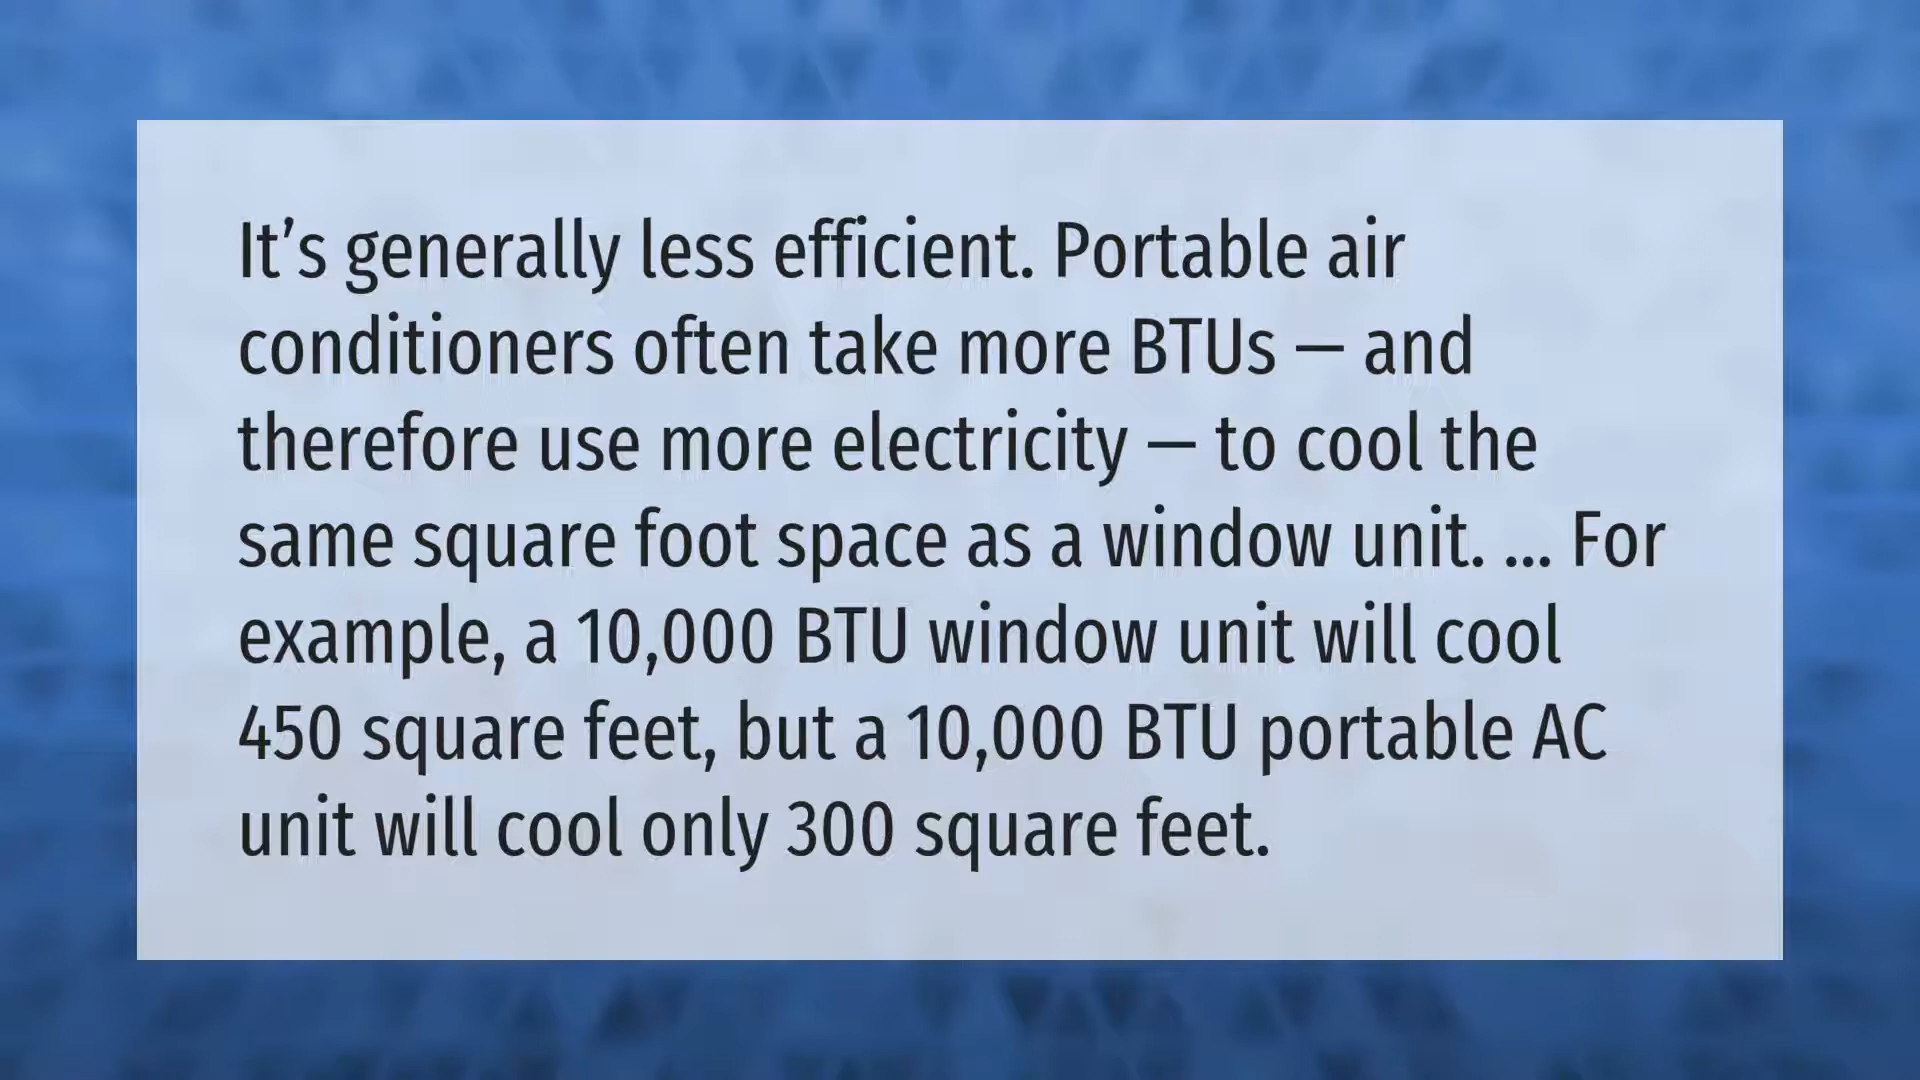 It’s generally less efficient. Portable air
conditioners often take more BTUs — and
therefore use more electricity — to cool the
same square foot space as a window unit. ... For
example, a 10,000 BTU window unit will cool
450 square feet, but a 10,000 BTU portable AC
unit will cool only 300 square feet.